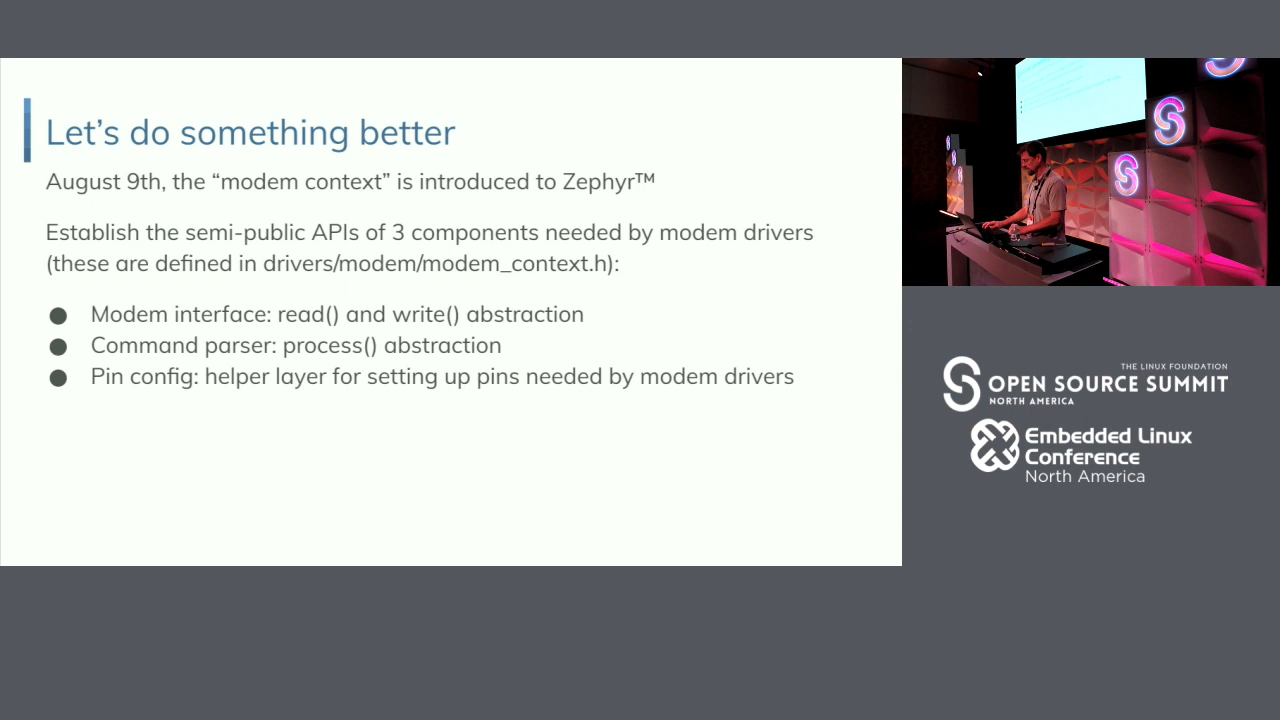 Let’s do something better
August 9th, the “modem context” is introduced to Zephyr™
Establish the semi-public APIs of 3 components needed by modem drivers
(these are defined in drivers/modem/modem_context.h):
● Modem interface: read() and write() abstraction
● Command parser: process() abstraction
● Pin config: helper layer for setting up pins needed by modem drivers
THE LINUX FOUNDATION
OPEN SOURCE SUMMIT
NORTH AMERICA
Embedded Linux
Conference
North America